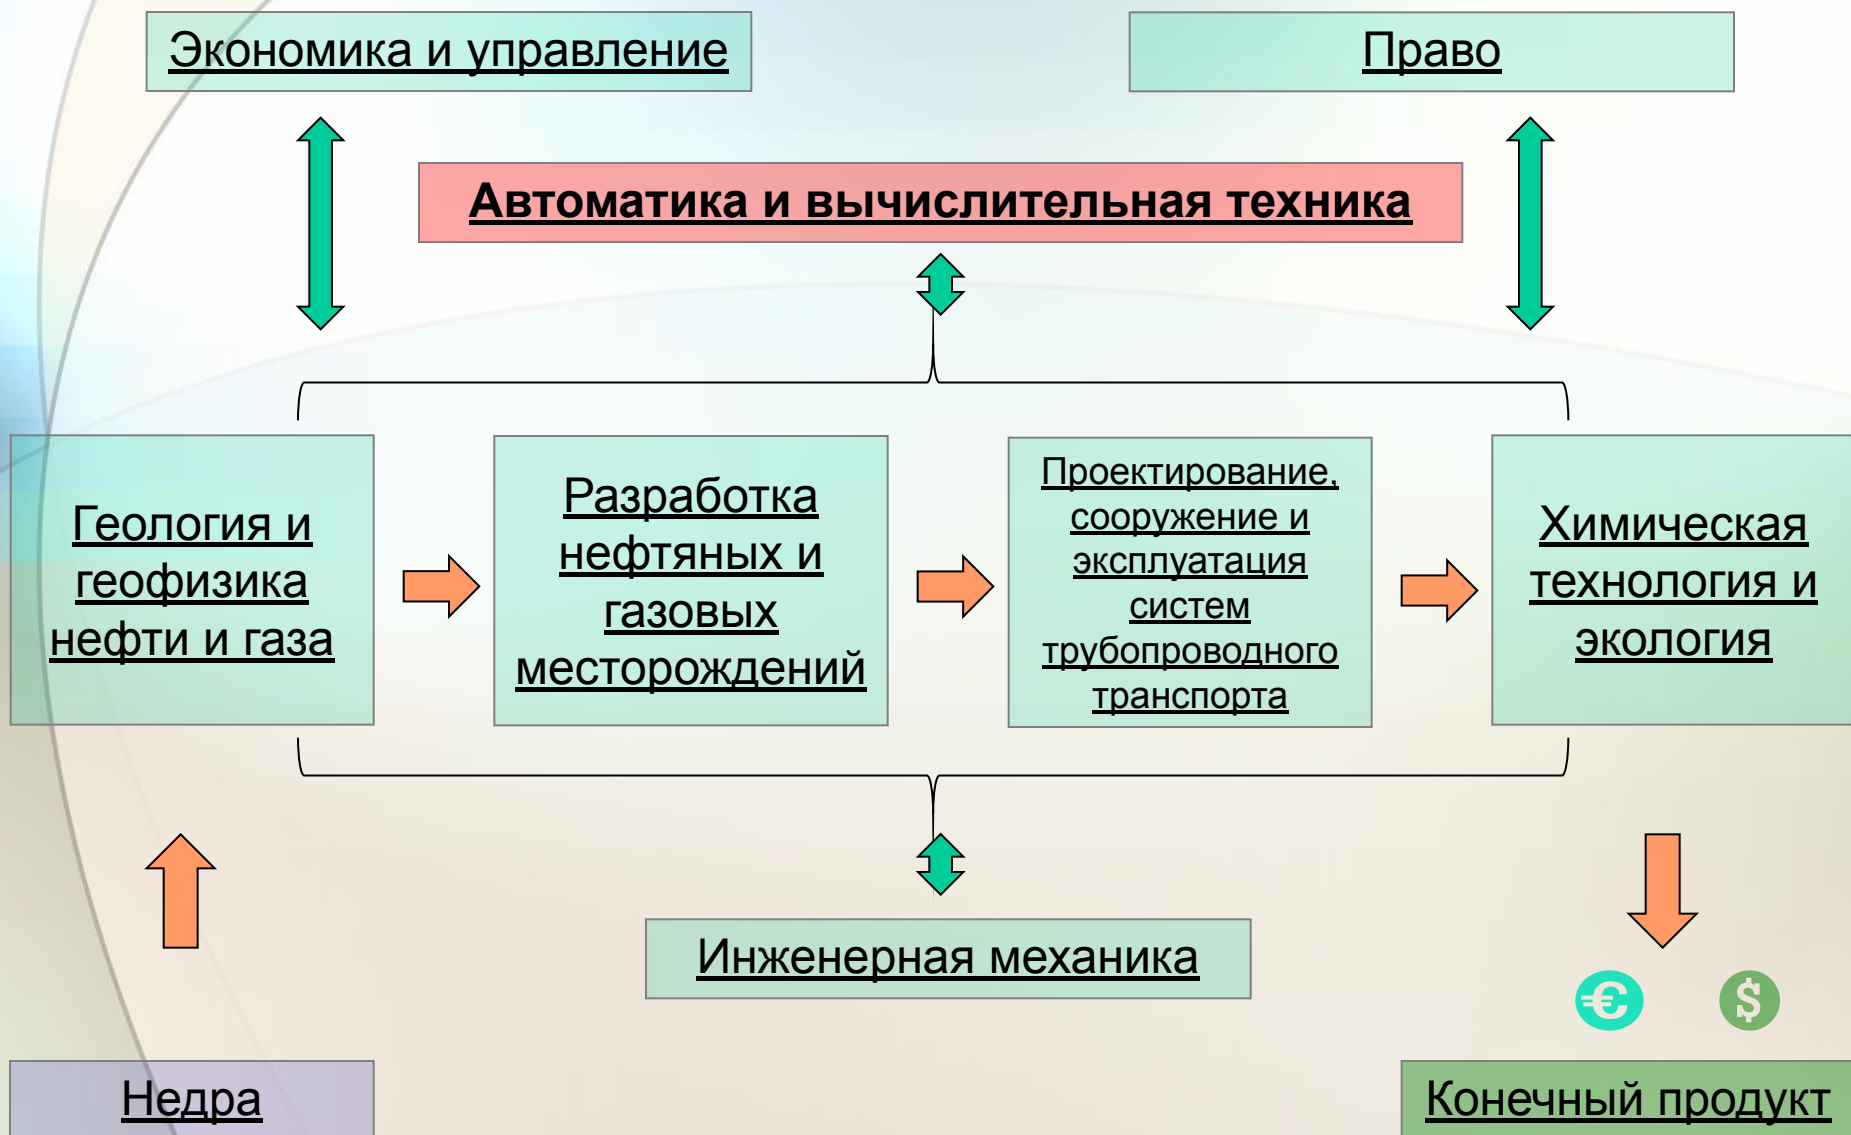 Экономика и управление
Право
Автоматика и вычислительная техника
Геология и
геофизика
нефти и газа
Разработка
нефтяных и
газовых
месторождений
Проектирование,
сооружение и
эксплуатация
систем
трубопроводного
транспорта
Химическая
технология и
экология
Инженерная механика
€
$
Недра
Конечный продукт